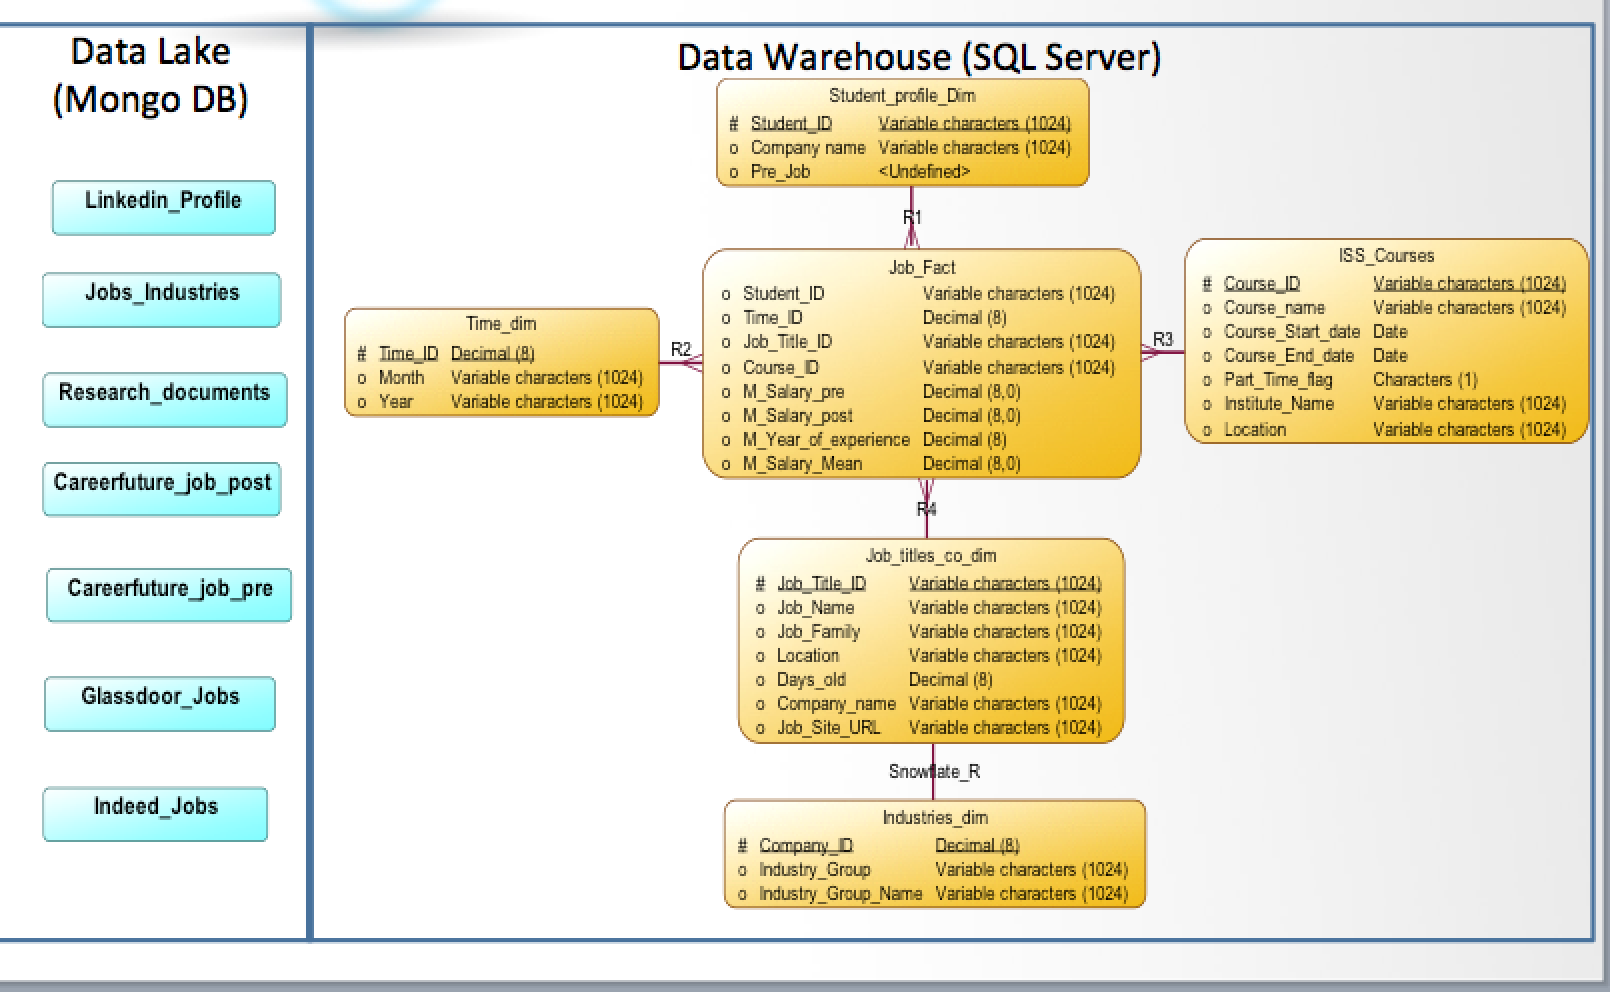 Data Lake
(Mongo DB)
Linkedin_Profile
Jobs_Industries
Research_documents
Careerfuture_job_post
Careerfuture_job_pre
Glassdoor_Jobs
Indeed_Jobs
Data Warehouse (SQL Server)
Student_profile_Dim
# Student_ID Variable characters (1024)
o Company name Variable characters (1024)
o Pre_Job <Undefined>
R1
Job_Fact
o Student_ID Variable characters (1024)
o Time_ID Decimal (8)
o Job_Title_ID Variable characters (1024)
o Course_ID Variable characters (1024)
o M_Salary_pre Decimal (8,0)
o M_Salary_post Decimal (8,0)
o M_Year_of_experience Decimal (8)
o M_Salary_Mean Decimal (8,0)
Time_dim
# Time_ID Decimal (8)
o Month Variable characters (1024)
o Year Variable characters (1024)
R2
R3
ISS_Courses
# Course_ID Variable characters (1024)
o Course_name Variable characters (1024)
o Course_Start_date Date
o Course_End_date Date
o Part_Time_flag Characters (1)
o Institute_Name Variable characters (1024)
o Location Variable characters (1024)
R4
Job_titles_co_dim
# Job_Title_ID Variable characters (1024)
o Job_Name Variable characters (1024)
o Job_Family Variable characters (1024)
o Location Variable characters (1024)
o Days_old Decimal (8)
o Company_name Variable characters (1024)
o Job_Site_URL Variable characters (1024)
Snowflate_R
Industries_dim
# Company_ID Decimal (8)
o Industry_Group Variable characters (1024)
o Industry_Group_Name Variable characters (1024)